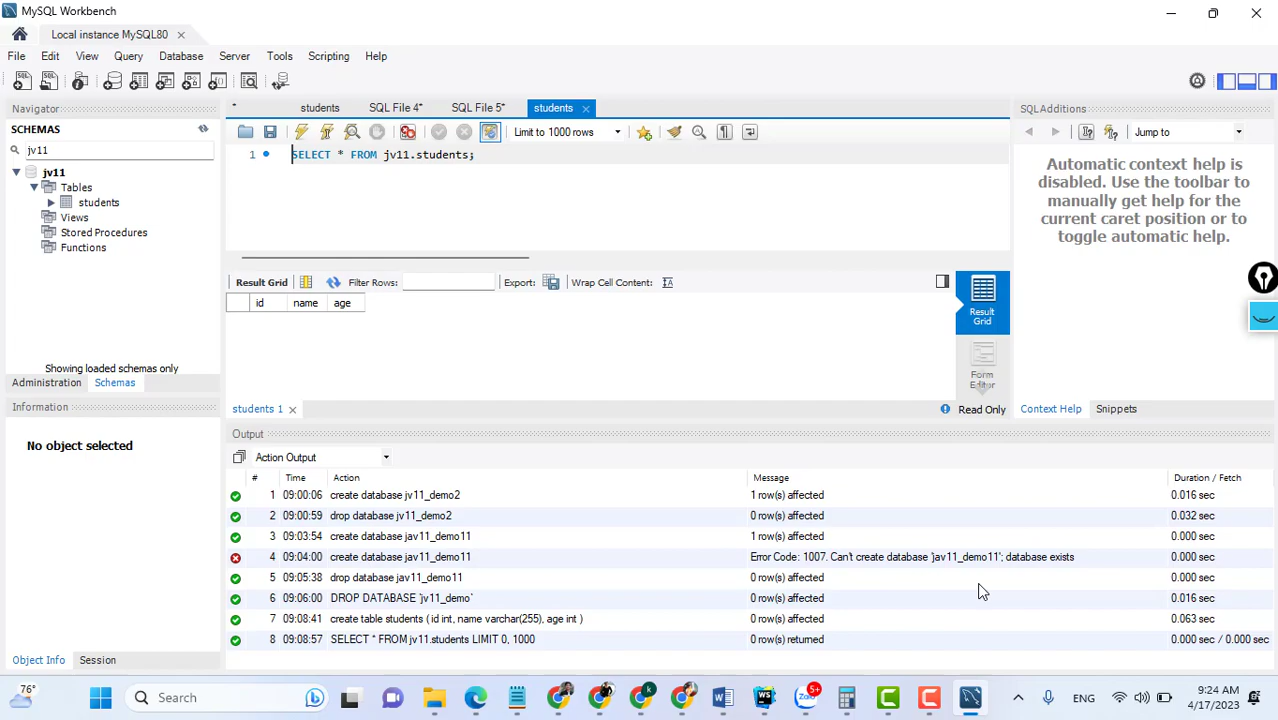 MySQL Workbench
Local instance MySQL80
File Edit View Query Database Server Tools Scripting Help
Navigator
SCHEMAS
jv11
jv11
Tables
students
Views
Stored Procedures
Functions
Showing loaded schemas only
Administration Schemas
Information
No object selected
Object Info Session
* students SQL File 4* SQL File 5* students
Limit to 1000 rows
1 SELECT * FROM jv11.students;
Result Grid Filter Rows: Export: Wrap Cell Content:
id name age
Result
Grid
Form
Editor
students 1 Read Only
SQL Additions
Jump to
Automatic context help is
disabled. Use the toolbar to
manually get help for the
current caret position or to
toggle automatic help.
Context Help Snippets
Output
Action Output
# Time Action Message Duration / Fetch
1 09:00:06 create database jv11_demo2 1 row(s) affected 0.016 sec
2 09:00:59 drop database jv11_demo2 0 row(s) affected 0.032 sec
3 09:03:54 create database jav11_demo11 1 row(s) affected 0.000 sec
4 09:04:00 create database jav11_demo11 Error Code: 1007. Can't create database 'jav11_demo11'; database exists 0.000 sec
5 09:05:38 drop database jav11_demo11 0 row(s) affected 0.000 sec
6 09:06:00 DROP DATABASE `jv11_demo` 0 row(s) affected 0.016 sec
7 09:08:41 create table students ( id int, name varchar(255), age int ) 0 row(s) affected 0.063 sec
8 09:08:57 SELECT * FROM jv11.students LIMIT 0, 1000 0 row(s) returned 0.000 sec / 0.000 sec
76°
Search
5+
ENG
9:24 AM
4/17/2023